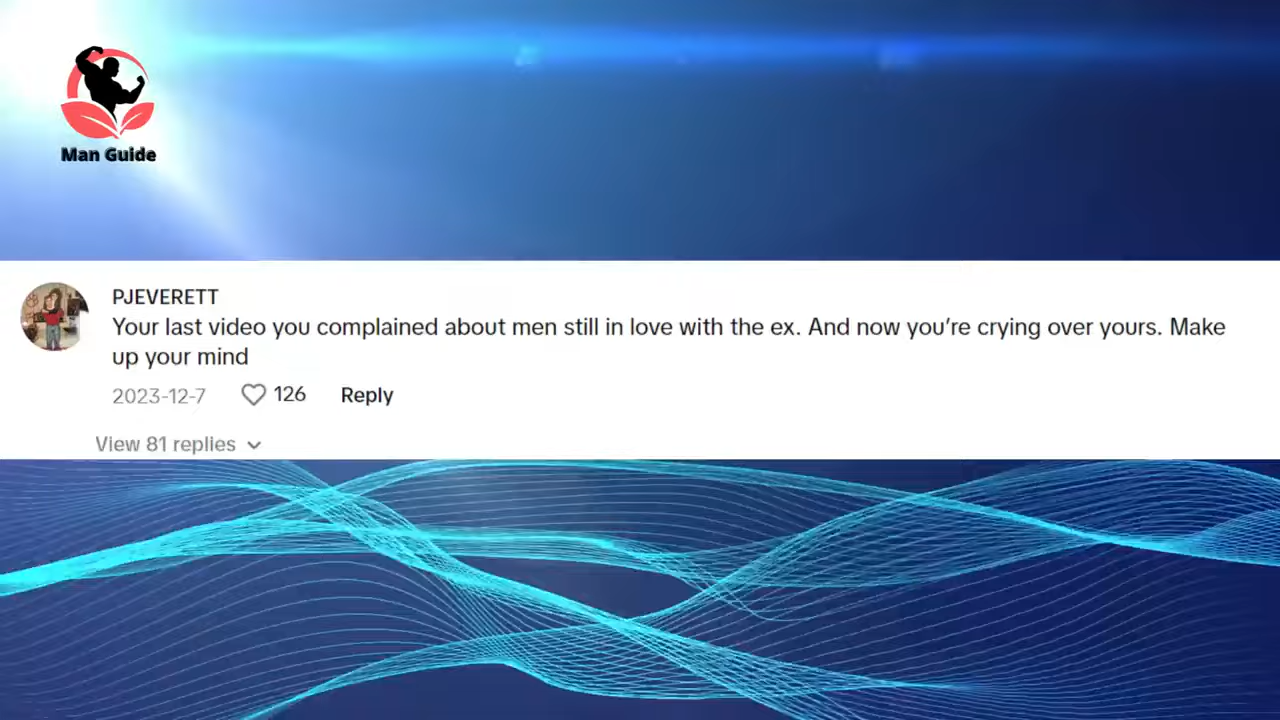 Man Guide
PJEVERETT
Your last video you complained about men still in love with the ex. And now you’re crying over yours. Make
up your mind
2023-12-7 126 Reply
View 81 replies